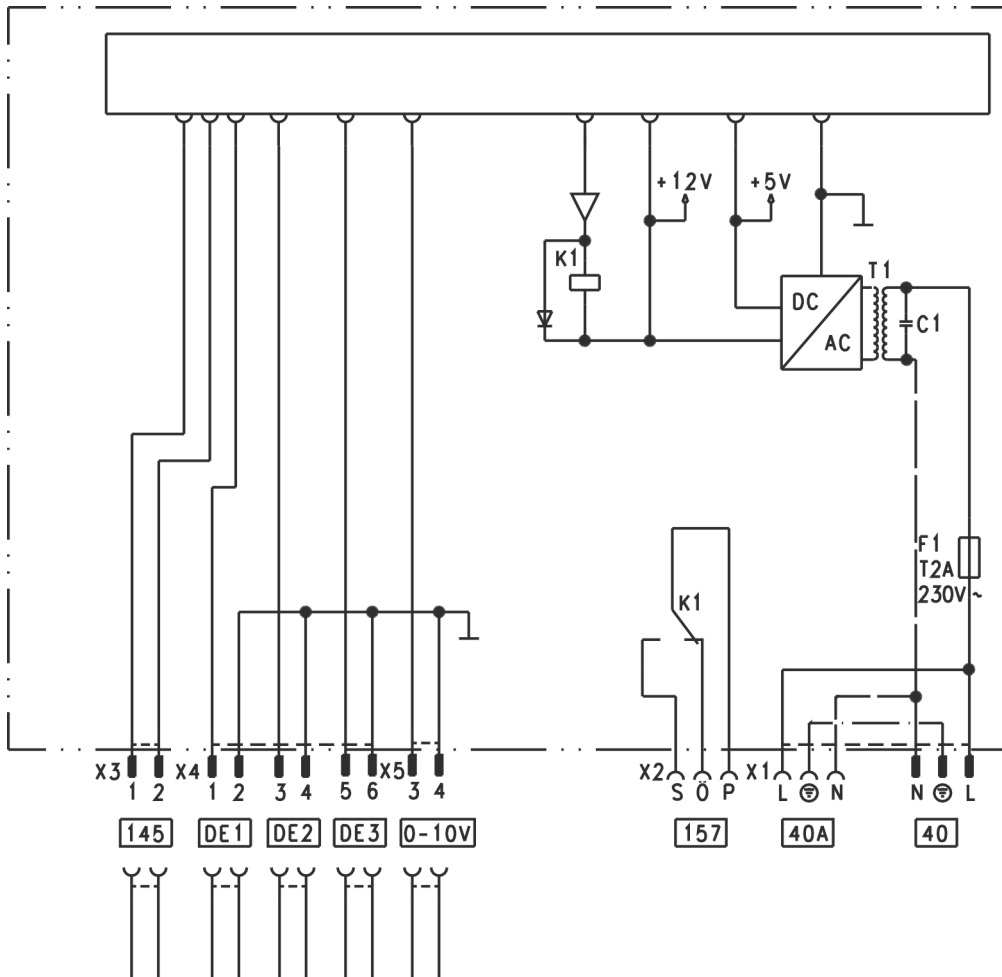 +12V
+5V
K1
T1
DC
AC
C1
F1
T2A
230V~
K1
X3
1
2
X4
1
2
3
4
5
6
X5
3
4
X2
S
Ö
P
X1
L
N
N
L
145
DE1
DE2
DE3
0-10V
157
40A
40